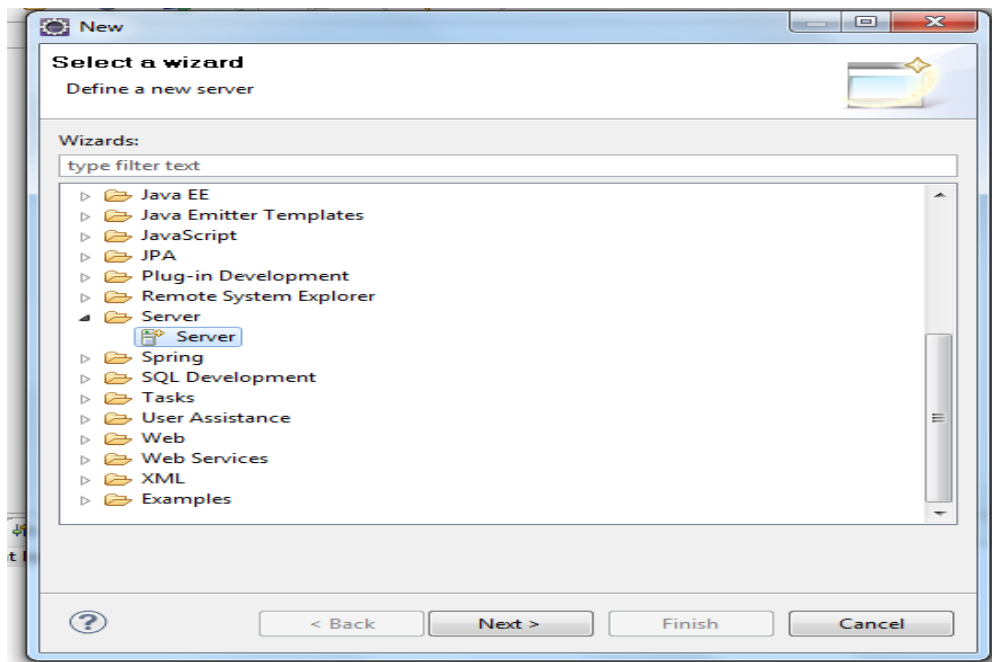 New
Select a wizard
Define a new server
Wizards:
type filter text
Java EE
Java Emitter Templates
JavaScript
JPA
Plug-in Development
Remote System Explorer
Server
Server
Spring
SQL Development
Tasks
User Assistance
Web
Web Services
XML
Examples
< Back Next > Finish Cancel